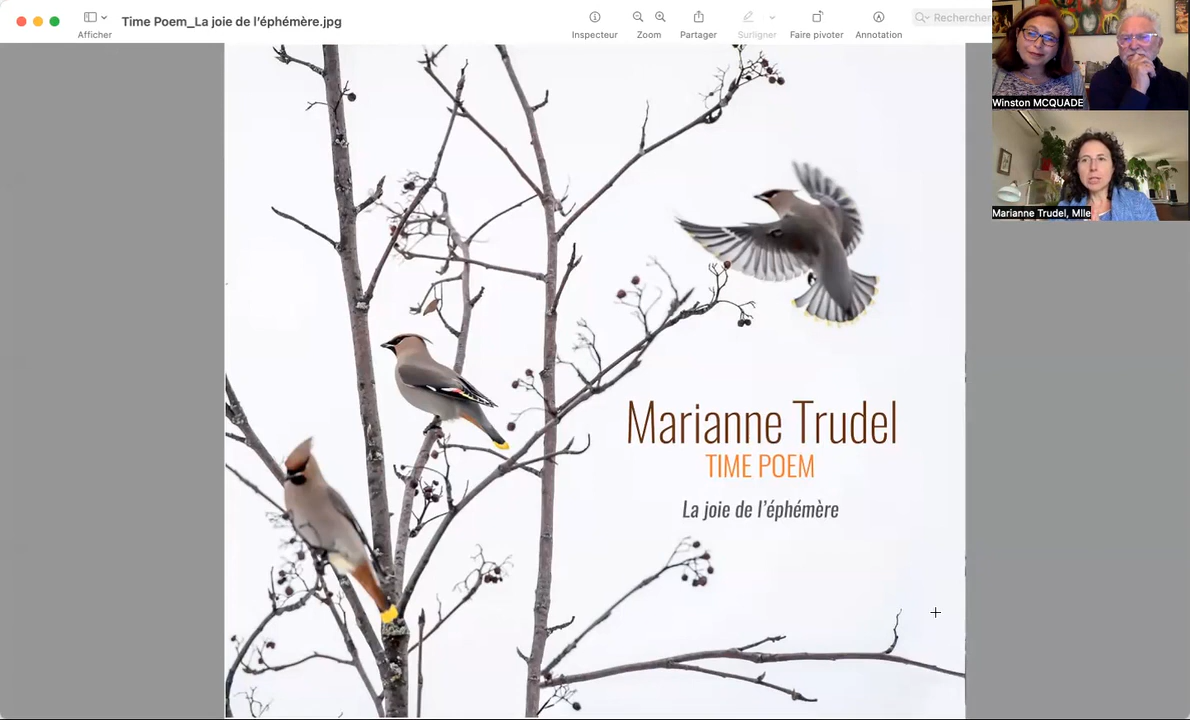 Time Poem_La joie de l'éphémère.jpg
Afficher
Inspecteur
Zoom
Partager
Surligner
Faire pivoter
Annotation
Rechercher
Winston MCQUADE
Marianne Trudel, Mlle
Marianne Trudel
TIME POEM
La joie de l'éphémère